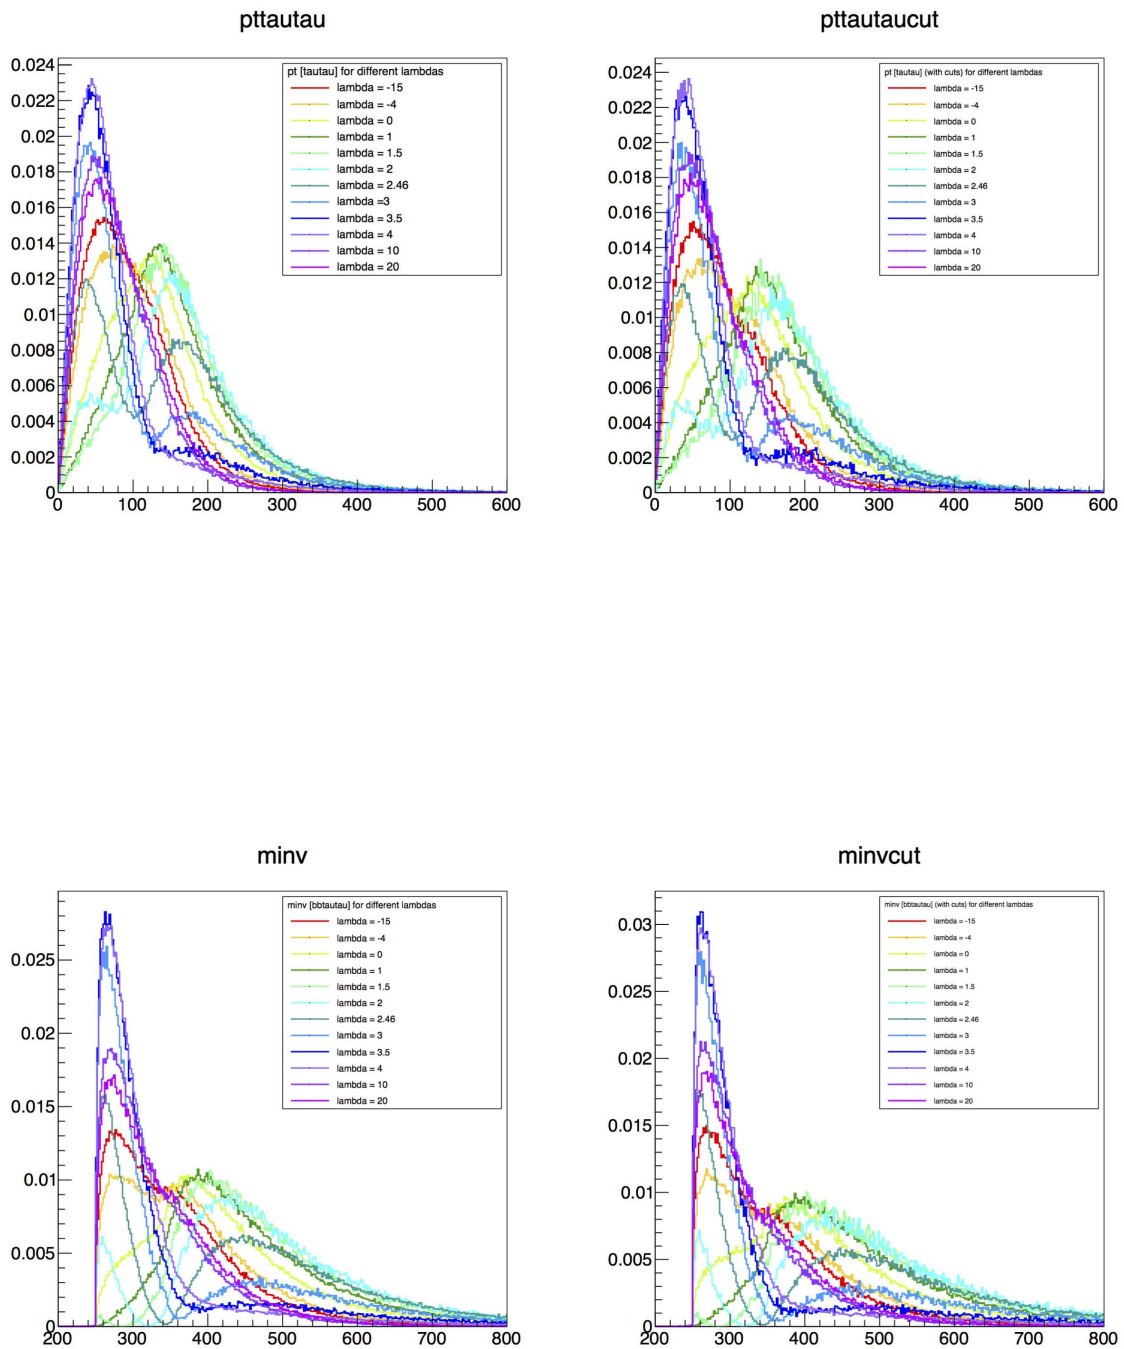 pttautau
pttautaucut
0.024
0.022
0.02
0.018
0.016
0.014
0.012
0.01
0.008
0.006
0.004
0.002
0
0 100 200 300 400 500 600
pt [tautau] for different lambdas
lambda = -15
lambda = -4
lambda = 0
lambda = 1
lambda = 1.5
lambda = 2
lambda = 2.46
lambda =3
lambda = 3.5
lambda = 4
lambda = 10
lambda = 20
0.024
0.022
0.02
0.018
0.016
0.014
0.012
0.01
0.008
0.006
0.004
0.002
0
0 100 200 300 400 500 600
pt [tautau] (with cuts) for different lambdas
lambda = -15
lambda = -4
lambda = 0
lambda = 1
lambda = 1.5
lambda = 2
lambda = 2.46
lambda = 3
lambda = 3.5
lambda = 4
lambda = 10
lambda = 20
minv
minvcut
0.025
0.02
0.015
0.01
0.005
0
200 300 400 500 600 700 800
minv [bbtautau] for different lambdas
lambda = -15
lambda = -4
lambda = 0
lambda = 1
lambda = 1.5
lambda = 2
lambda = 2.46
lambda = 3
lambda = 3.5
lambda = 4
lambda = 10
lambda = 20
0.03
0.025
0.02
0.015
0.01
0.005
0
200 300 400 500 600 700 800
minv [bbtautau] (with cuts) for different lambdas
lambda = -15
lambda = -4
lambda = 0
lambda = 1
lambda = 1.5
lambda = 2
lambda = 2.46
lambda = 3
lambda = 3.5
lambda = 4
lambda = 10
lambda = 20